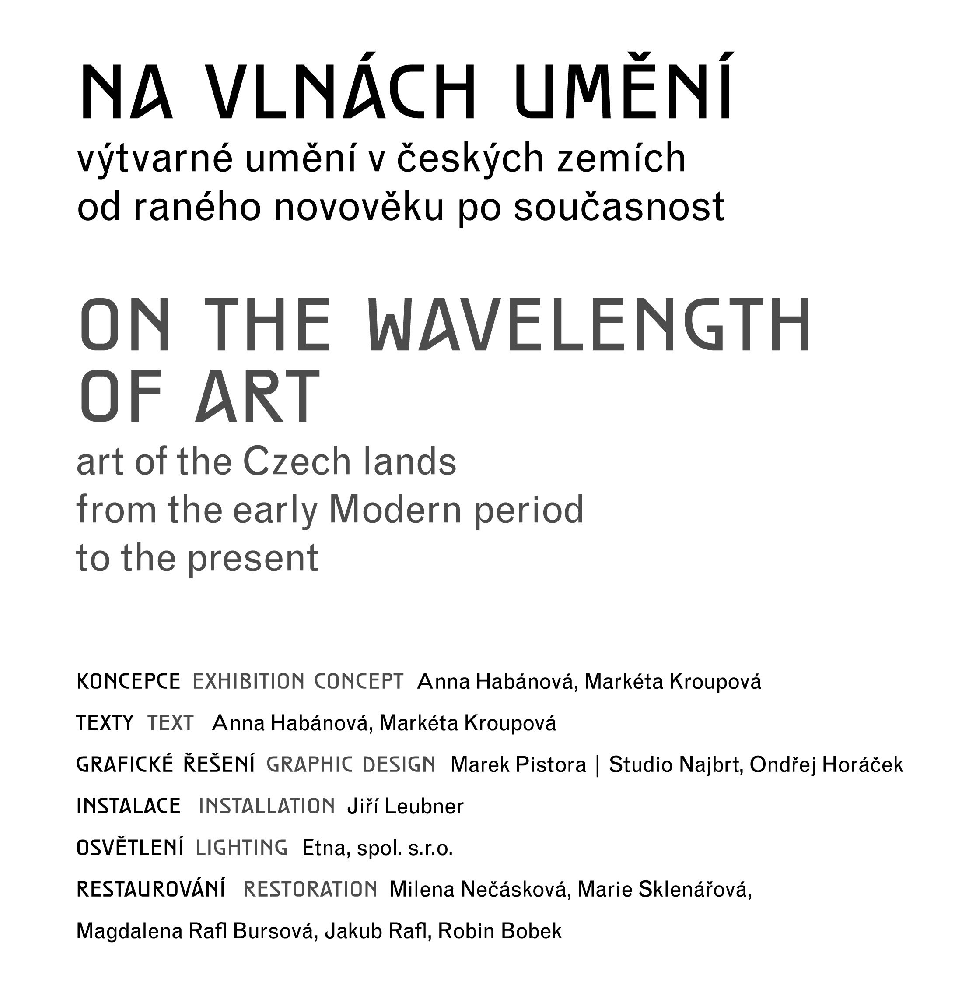 NA VLNÁCH UMĚNÍ
výtvarné umění v českých zemích
od raného novověku po současnost
ON THE WAVELENGTH
OF ART
art of the Czech lands
from the early Modern period
to the present
KONCEPCE EXHIBITION CONCEPT Anna Habánová, Markéta Kroupová
TEXTY TEXT Anna Habánová, Markéta Kroupová
GRAFICKÉ ŘEŠENÍ GRAPHIC DESIGN Marek Pistora | Studio Najbrt, Ondřej Horáček
INSTALACE INSTALLATION Jiří Leubner
OSVĚTLENÍ LIGHTING Etna, spol. s.r.o.
RESTAUROVÁNÍ RESTORATION Milena Nečásková, Marie Sklenářová,
Magdalena Rafl Bursová, Jakub Rafl, Robin Bobek